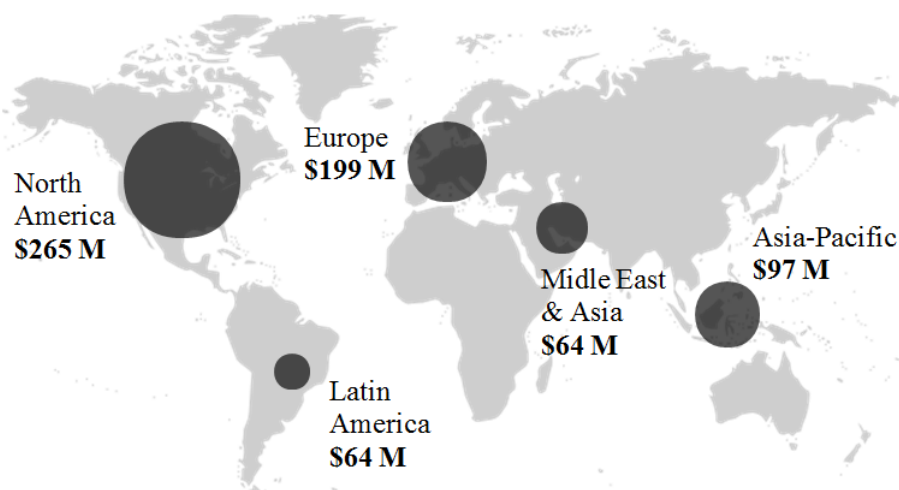 North
America
$265 M
Europe
$199 M
Midle East
& Asia
$64 M
Asia-Pacific
$97 M
Latin
America
$64 M